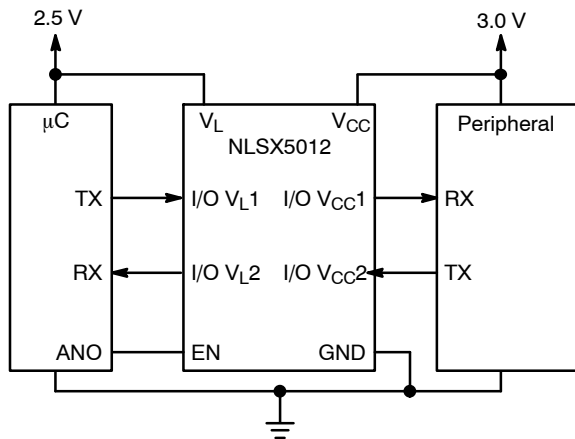 2.5 V
3.0 V
μC
V_L
V_CC
Peripheral
NLSX5012
TX
I/O V_L1
I/O V_CC1
RX
RX
I/O V_L2
I/O V_CC2
TX
ANO
EN
GND